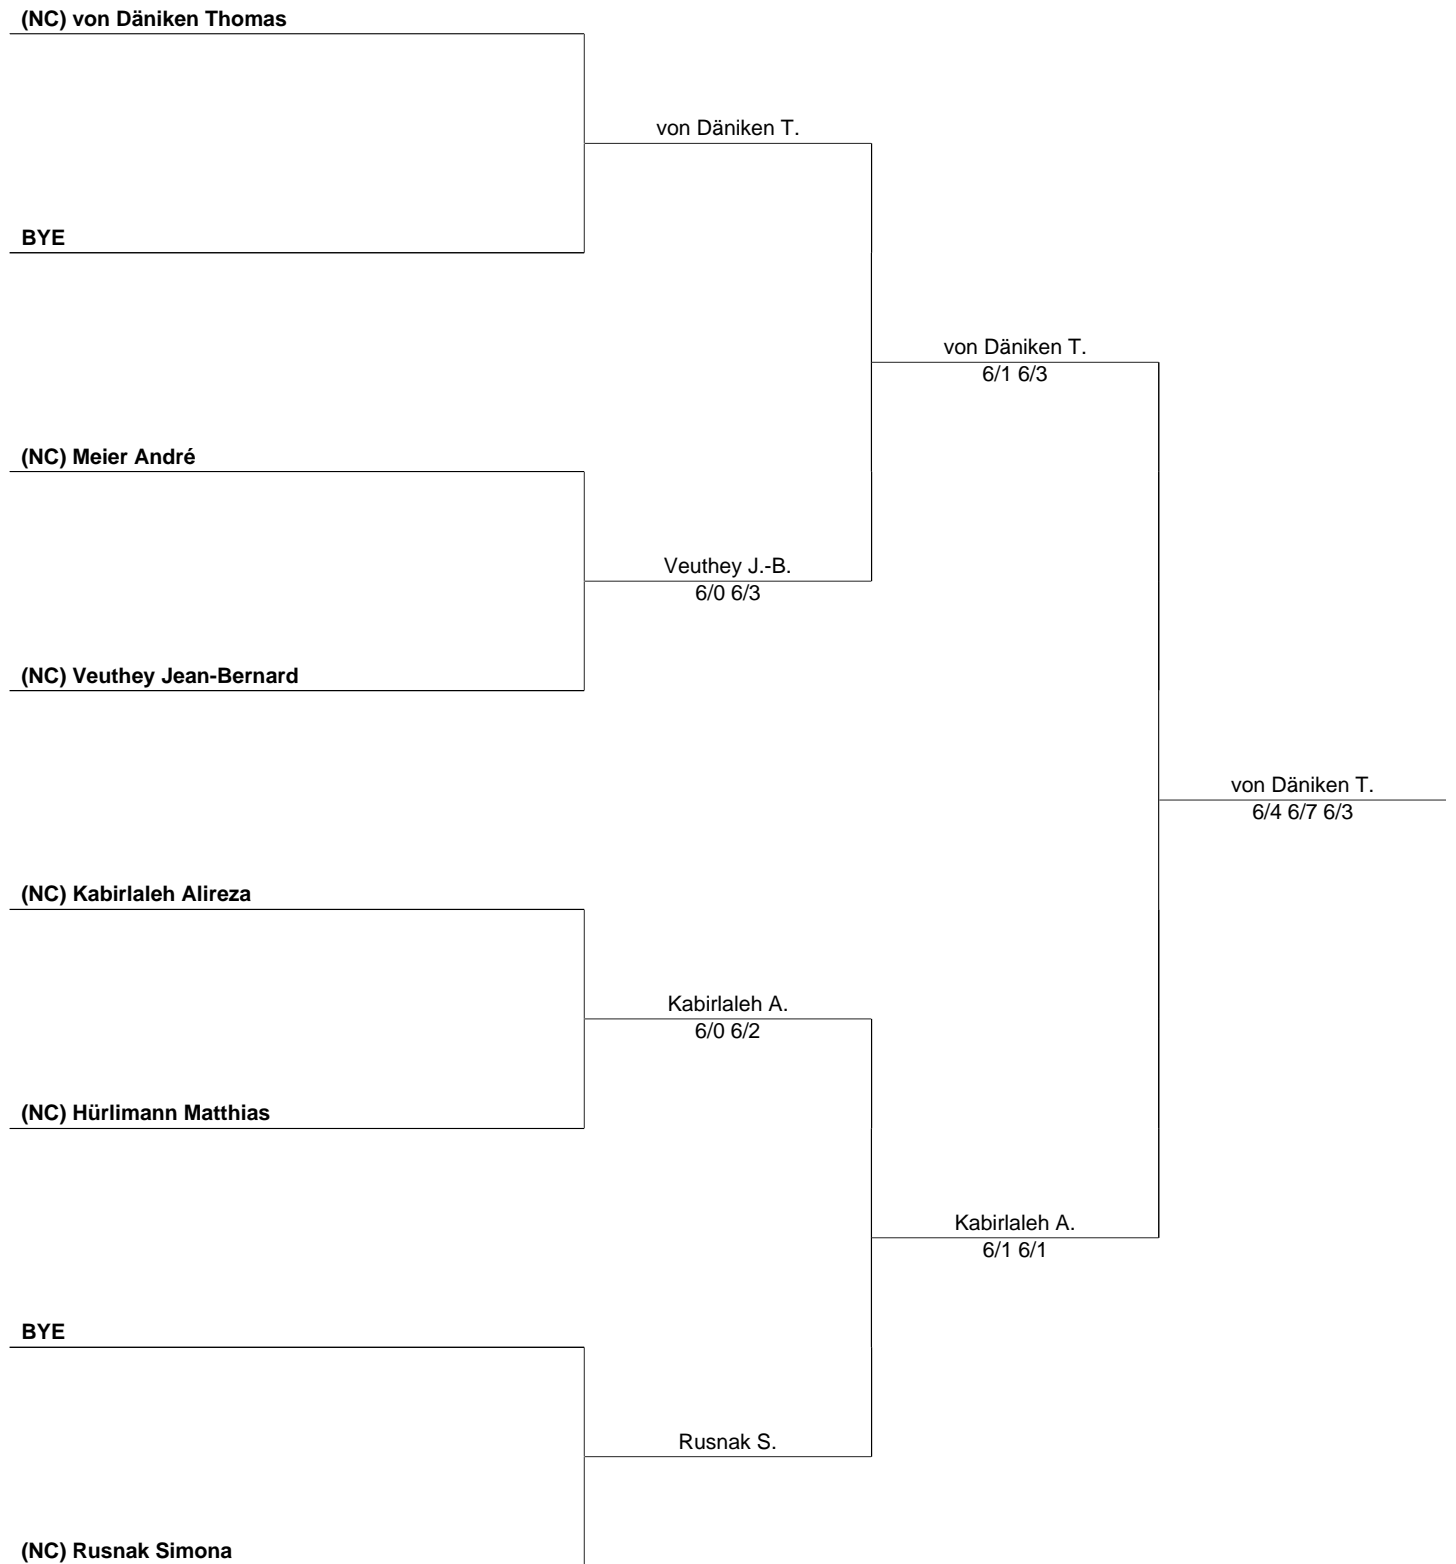 (NC) von Däniken Thomas
von Däniken T.
BYE
von Däniken T.
6/1 6/3
(NC) Meier André
Veuthey J.-B.
6/0 6/3
(NC) Veuthey Jean-Bernard
von Däniken T.
6/4 6/7 6/3
(NC) Kabirlaleh Alireza
Kabirlaleh A.
6/0 6/2
(NC) Hürlimann Matthias
Kabirlaleh A.
6/1 6/1
BYE
Rusnak S.
(NC) Rusnak Simona